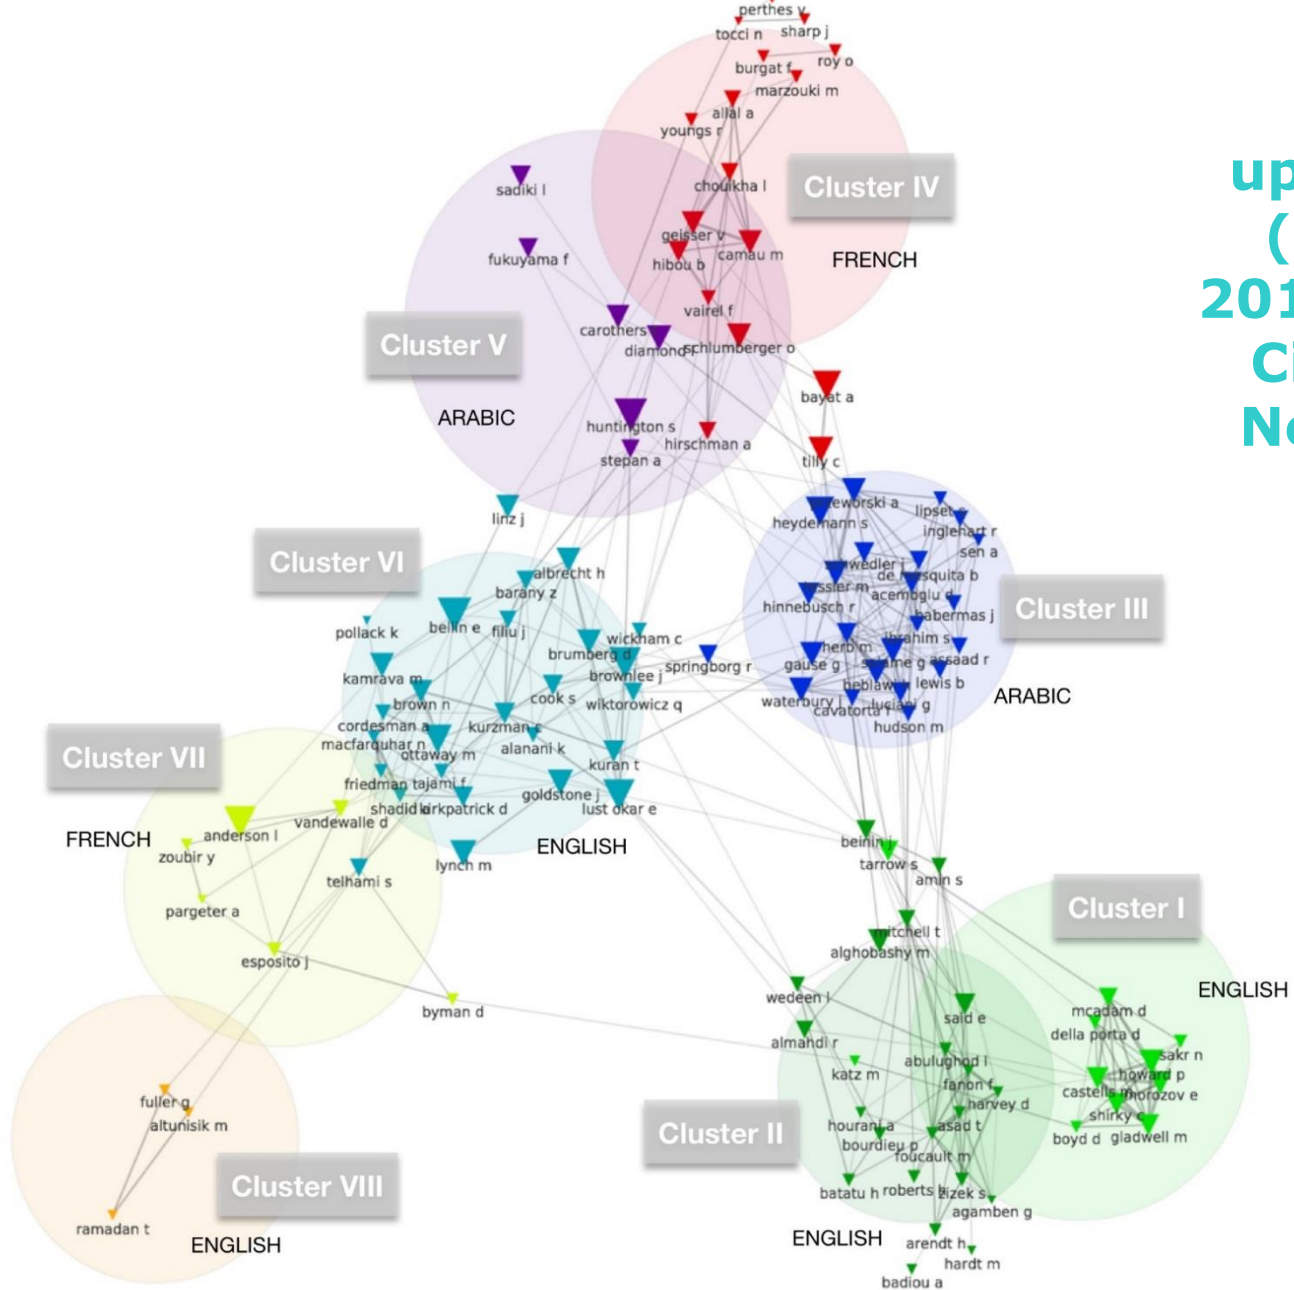 perthes v
tocci n
sharp j
burgat f
roy o
marzouki m
allal a
youngs r
chouikha l
Cluster IV
sadiki l
geisser v
camau m
FRENCH
fukuyama f
hibou b
vairel f
carothers
Cluster V
diamond
schlumberger o
bayat a
ARABIC
huntington s
hirschman a
stepan a
tilly c
up
(
201
Ci
linz j
heydemann s
inglehart r
sen a
Cluster VI
albrecht h
barany z
de mesquita b
hinnebusch r
acemoglu d
habermas j
Cluster III
pollack k
bellin e
filiu j
wickham c
brumberg d
springborg r
herb m
ibrahim s
gause g
salame g
assaad r
kamrava m
brownlee j
lewis b
brown n
cook s
wiktorowicz q
waterbury j
luciani g
ARABIC
cordesman a
kurzman c
hudson m
macfarquhar n
ottaway m
alanani k
Cluster VII
kuran t
friedman t
ajami f
goldstone j
lust okar e
kirkpatrick d
vandewalle d
FRENCH
anderson l
zoubir y
lynch m
ENGLISH
beinin j
tarrow s
telhami s
amin s
pargeter a
Cluster I
mitchell t
alghobashy m
esposito j
ENGLISH
wedeen l
byman d
said e
mcadam d
della porta d
almahdi r
abulughod l
sakr n
katz m
fanon f
howard p
fuller g
harvey d
castells m
morozov e
altunisik m
hourani a
asad t
shirky c
Cluster II
bourdieu p
boyd d
gladwell m
foucault m
Cluster VIII
batatu h
roberts h
zizek s
agamben g
ramadan t
ENGLISH
ENGLISH
arendt h
hardt m
badiou a